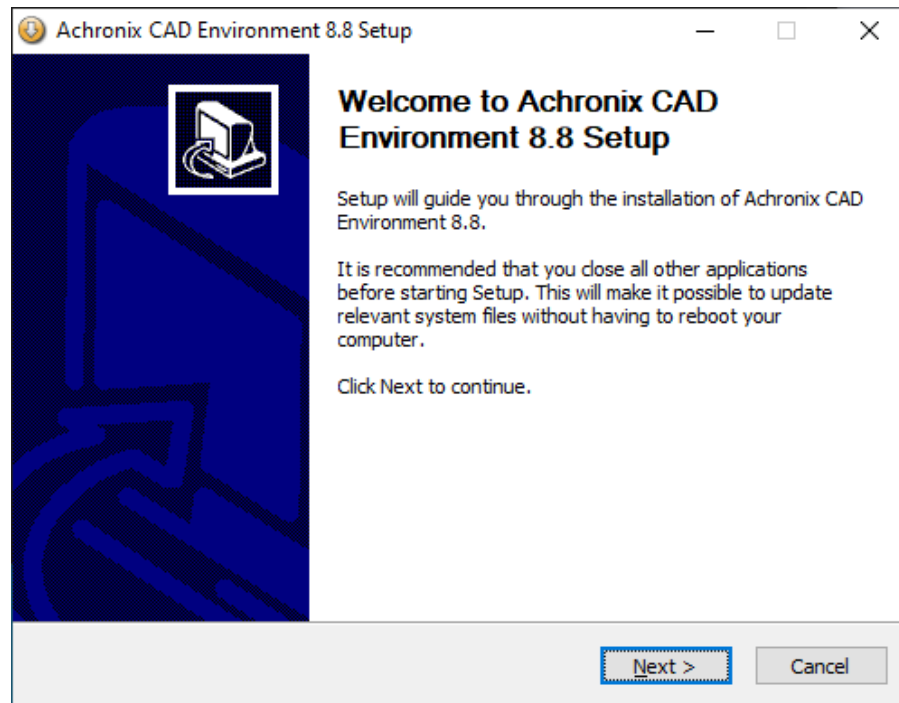 Achronix CAD Environment 8.8 Setup
Welcome to Achronix CAD
Environment 8.8 Setup
Setup will guide you through the installation of Achronix CAD
Environment 8.8.
It is recommended that you close all other applications
before starting Setup. This will make it possible to update
relevant system files without having to reboot your
computer.
Click Next to continue.
Next >
Cancel